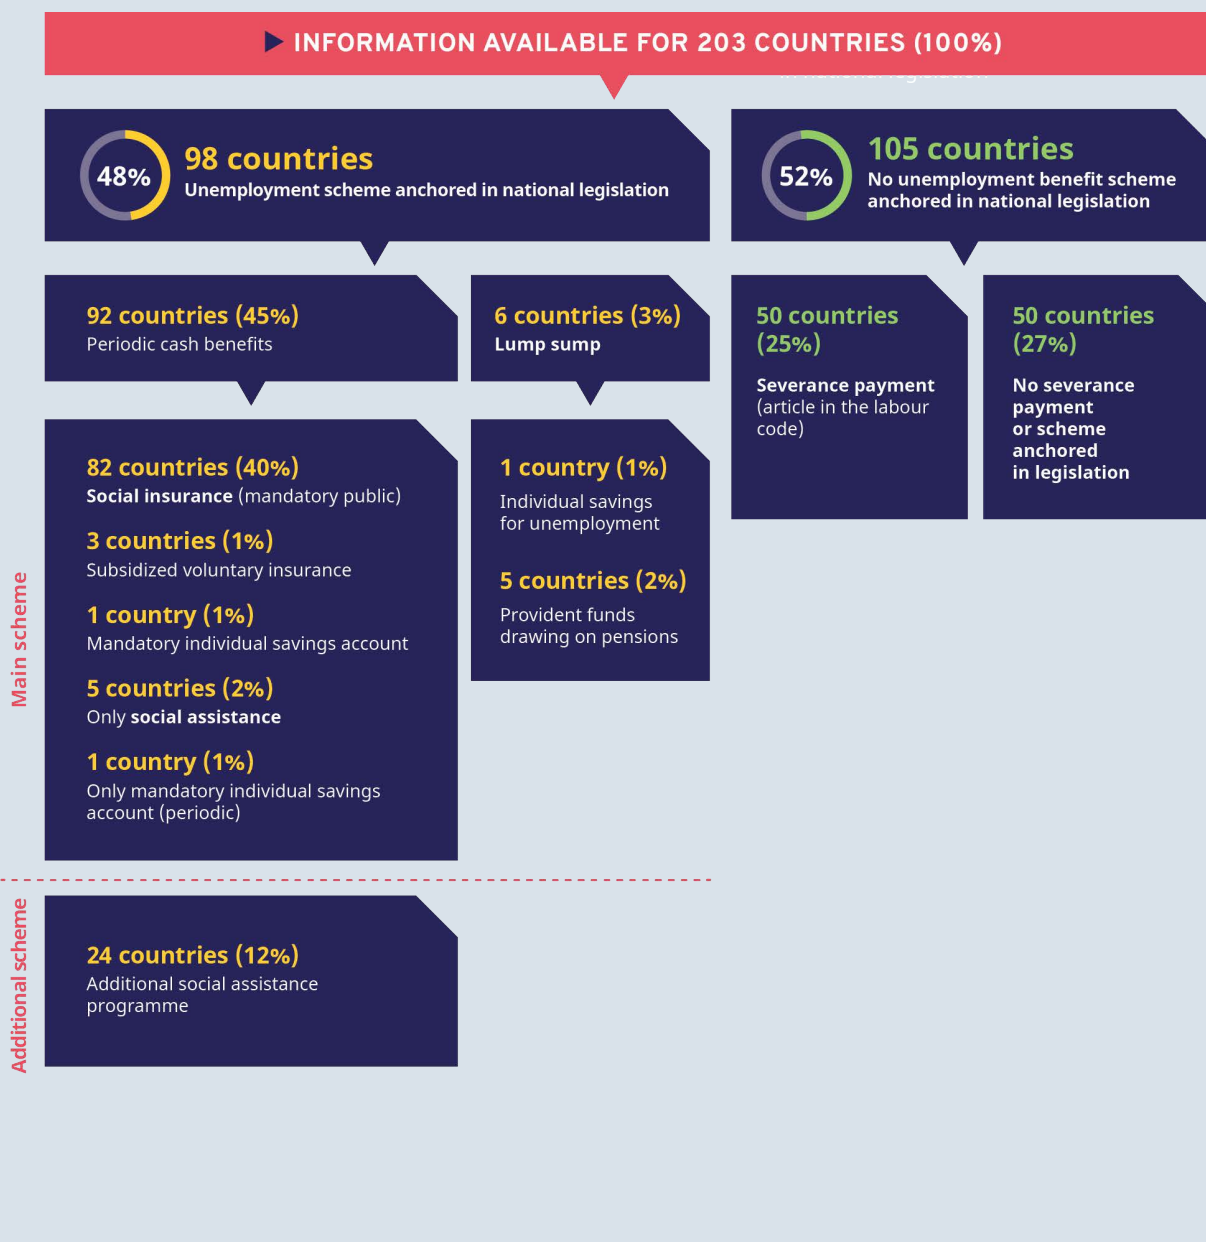 INFORMATION AVAILABLE FOR 203 COUNTRIES (100%)
48%
98 countries
Unemployment scheme anchored in national legislation
52%
105 countries
No unemployment benefit scheme
anchored in national legislation
92 countries (45%)
Periodic cash benefits
6 countries (3%)
Lump sump
50 countries
(25%)
Severance payment
(article in the labour
code)
50 countries
(27%)
No severance
payment
or scheme
anchored
in legislation
Main scheme
82 countries (40%)
Social insurance (mandatory public)
3 countries (1%)
Subsidized voluntary insurance
1 country (1%)
Mandatory individual savings account
5 countries (2%)
Only social assistance
1 country (1%)
Only mandatory individual savings
account (periodic)
1 country (1%)
Individual savings
for unemployment
5 countries (2%)
Provident funds
drawing on pensions
Additional scheme
24 countries (12%)
Additional social assistance
programme